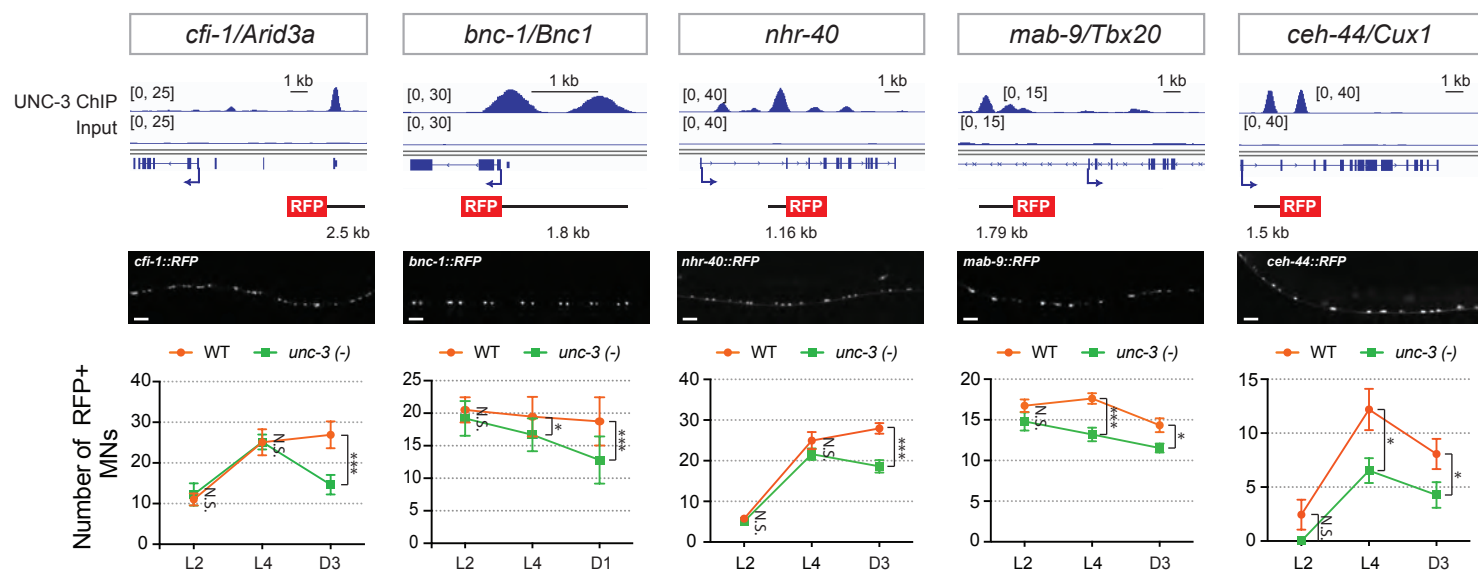 cfi-1/Arid3a bnc-1/Bnc1 nhr-40 mab-9/Tbx20 ceh-44/Cux1
1 kb 1 kb 1 kb 1 kb 1 kb
UNC-3 ChIP [0, 25] [0, 30] [0, 40] [0, 15] [0, 40]
Input [0, 25] [0, 30] [0, 40] [0, 15] [0, 40]
RFP RFP RFP RFP RFP
2.5 kb 1.8 kb 1.16 kb 1.79 kb 1.5 kb
cfi-1::RFP bnc-1::RFP nhr-40::RFP mab-9::RFP ceh-44::RFP
WT unc-3 (-) WT unc-3 (-) WT unc-3 (-) WT unc-3 (-) WT unc-3 (-)
Number of RFP+
MNs
40
30
20
10
0
N.S.
N.S.
***
L2 L4 D3
25
20
15
10
5
0
N.S.
*
***
L2 L4 D1
40
30
20
10
0
N.S.
N.S.
***
L2 L4 D3
20
15
10
5
0
N.S.
***
*
L2 L4 D3
15
10
5
0
N.S.
*
*
L2 L4 D3